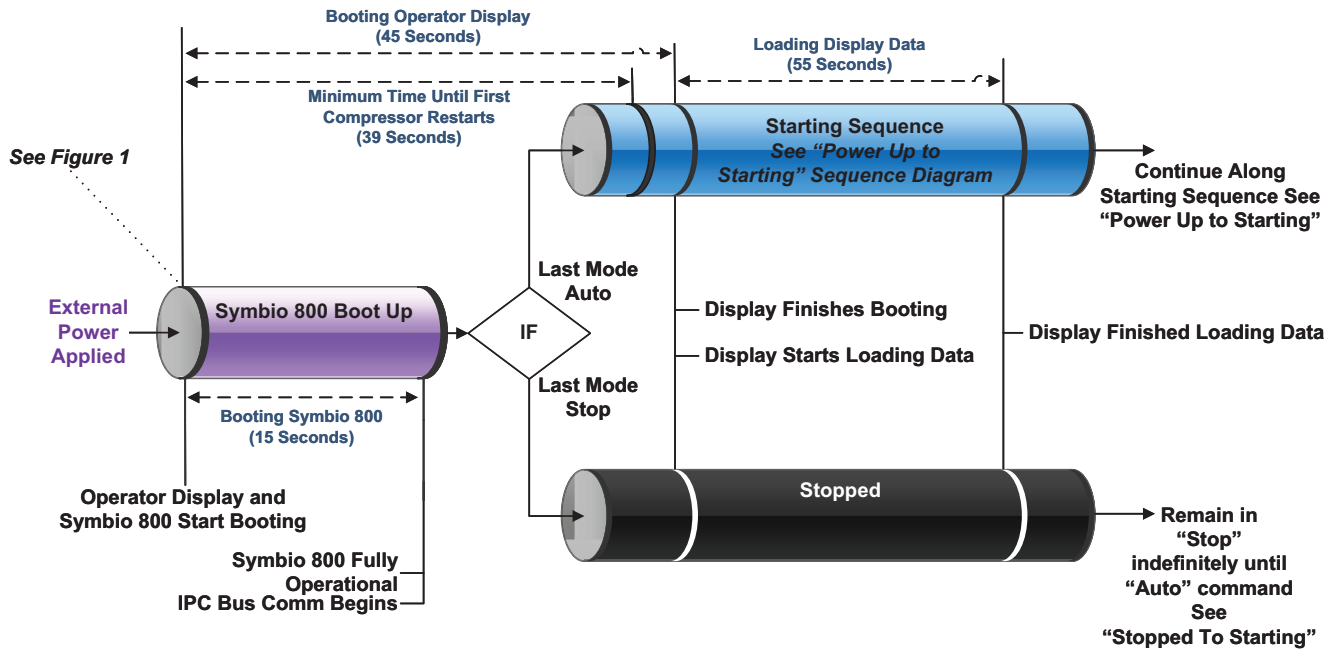 Booting Operator Display
(45 Seconds)
Loading Display Data
(55 Seconds)
Minimum Time Until First
Compressor Restarts
(39 Seconds)
See Figure 1
Starting Sequence
See “Power Up to
Starting” Sequence Diagram
Continue Along
Starting Sequence See
“Power Up to Starting”
External
Power
Applied
Symbio 800 Boot Up
IF
Last Mode
Auto
Last Mode
Stop
Display Finishes Booting
Display Starts Loading Data
Display Finished Loading Data
Booting Symbio 800
(15 Seconds)
Operator Display and
Symbio 800 Start Booting
Symbio 800 Fully
Operational
IPC Bus Comm Begins
Stopped
Remain in
“Stop”
indefinitely until
“Auto” command
See
“Stopped To Starting”